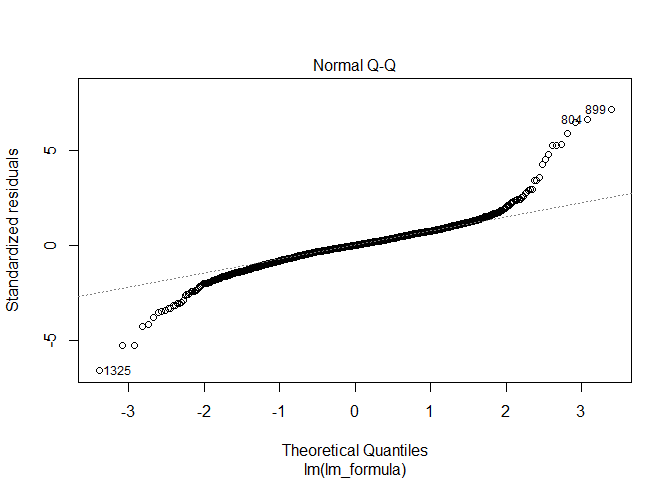 Normal Q-Q
Standardized residuals
5
0
-5
899
804
1325
-3 -2 -1 0 1 2 3
Theoretical Quantiles
lm(lm_formula)